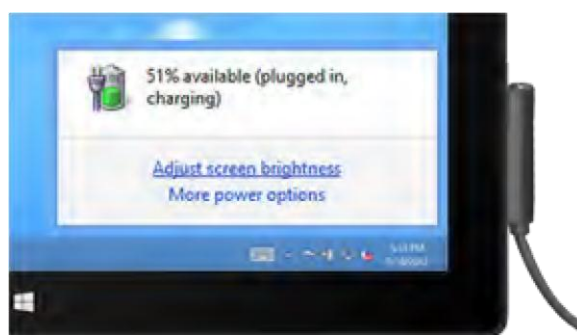 51% available (plugged in,
charging)
Adjust screen brightness
More power options